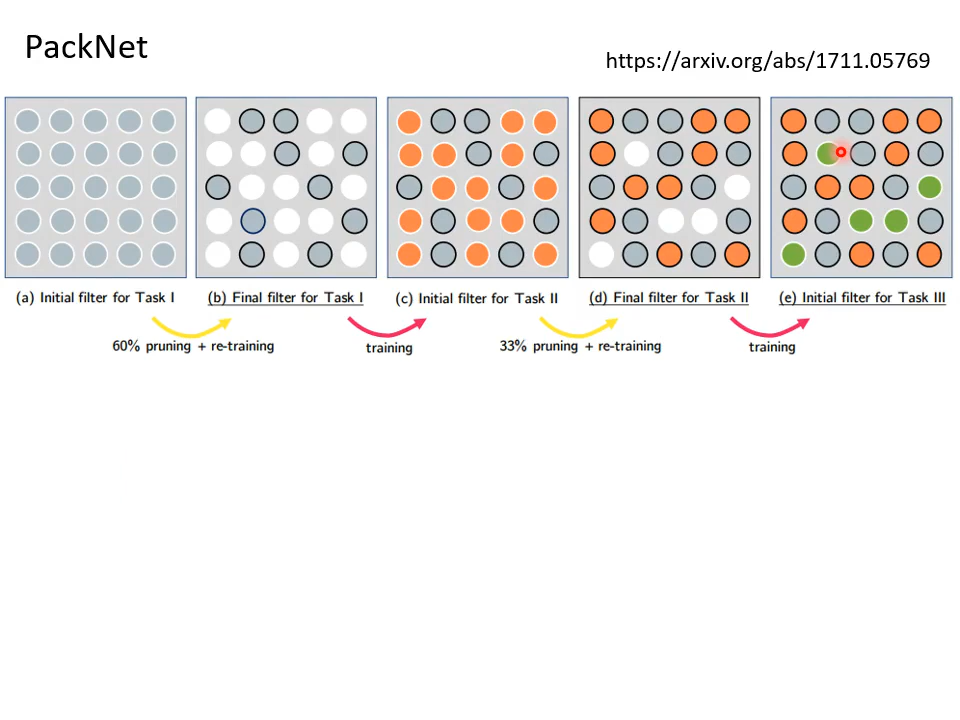 PackNet
https://arxiv.org/abs/1711.05769
(a) Initial filter for Task I
(b) Final filter for Task I
(c) Initial filter for Task II
(d) Final filter for Task II
(e) Initial filter for Task III
60% pruning + re-training
training
33% pruning + re-training
training